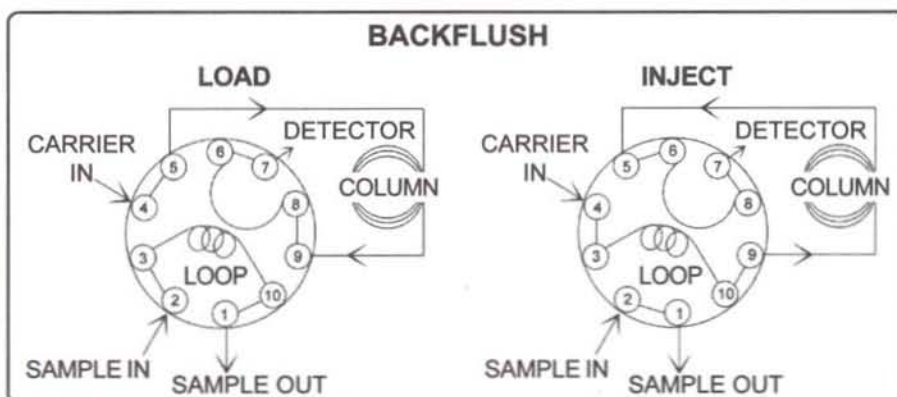 BACKFLUSH
LOAD
INJECT
CARRIER IN
DETECTOR
COLUMN
LOOP
SAMPLE IN
SAMPLE OUT
5
6
7
4
8
3
9
2
1
10
CARRIER IN
DETECTOR
COLUMN
LOOP
SAMPLE IN
SAMPLE OUT
5
6
7
4
8
3
9
2
1
10